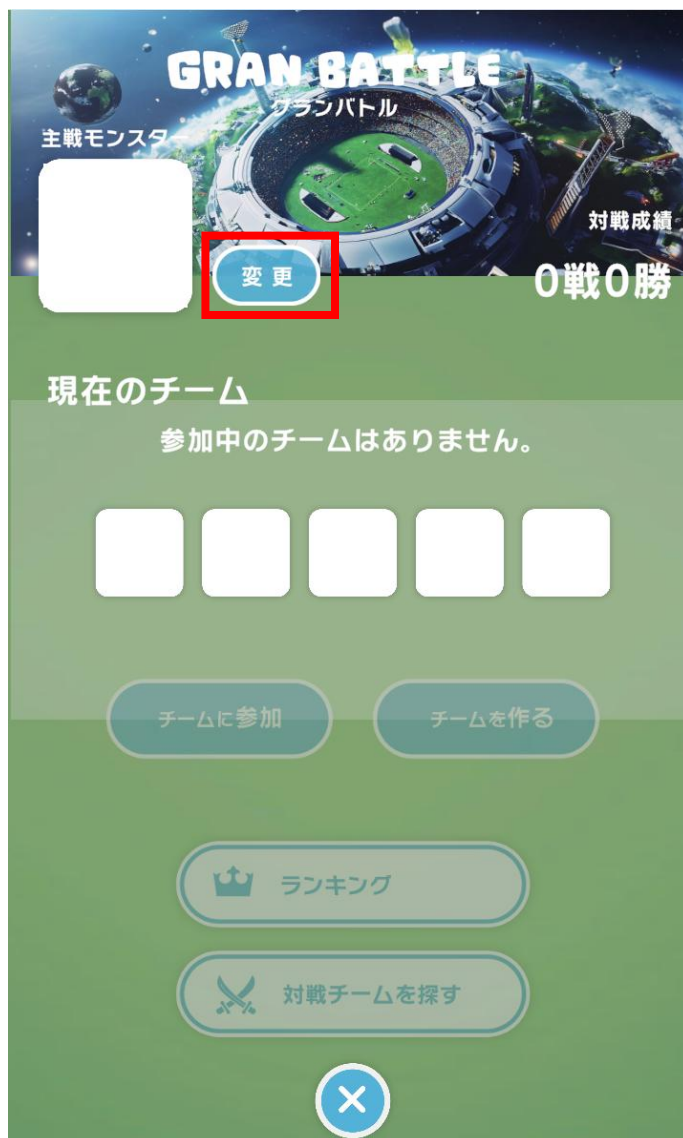 GRAN BATTLE
グランバトル
主戦モンスター
対戦成績
変更
0戦0勝
現在のチーム
参加中のチームはありません。
チームに参加
チームを作る
ランキング
対戦チームを探す